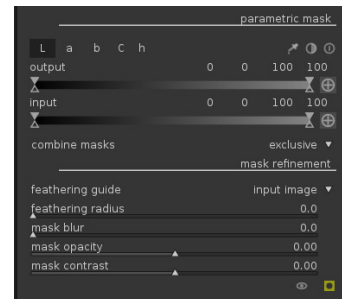 parametric mask
L a b C h
output 0 0 100 100
input 0 0 100 100
combine masks exclusive
mask refinement
feathering guide input image
feathering radius 0.0
mask blur 0.0
mask opacity 0.00
mask contrast 0.00